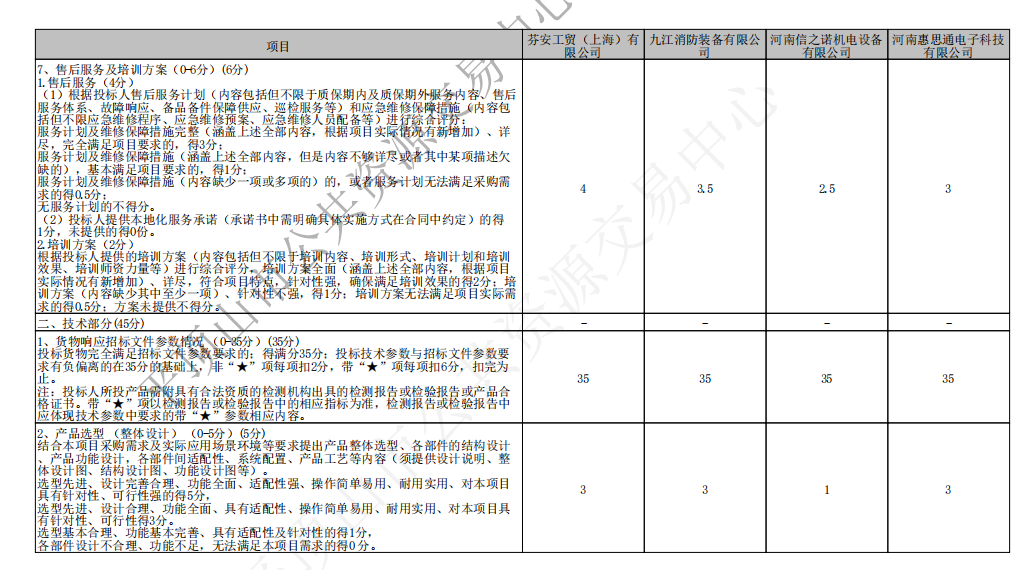 项目
芬安工贸（上海）有限公司
九江消防装备有限公司
河南信之诺机电设备有限公司
河南惠思通电子科技有限公司
7、售后服务及培训方案（0-6分）(6分)
1.售后服务（4分）
（1）根据投标人售后服务计划（内容包括但不限于质保期内及质保期外服务内容、售后
服务体系、故障响应、备品备件保障供应、巡检服务等）和应急维修保障措施（内容包
括但不限应急维修程序、应急维修预案、应急维修人员配备等）进行综合评分；
服务计划及维修保障措施完整（涵盖上述全部内容，根据项目实际情况有新增加）、详
尽，完全满足项目要求的，得3分；
服务计划及维修保障措施（涵盖上述全部内容，但是内容不够详尽或者其中某项描述欠
缺的），基本满足项目要求的，得1分；
服务计划及维修保障措施（内容缺少一项或多项的）的，或者服务计划无法满足采购需
求的得0.5分；
无服务计划的不得分。
（2）投标人提供本地化服务承诺（承诺书中需明确具体实施方式在合同中约定）的得
1分，未提供的得0份。
2.培训方案（2分）
根据投标人提供的培训方案（内容包括但不限于培训内容、培训形式、培训计划和培训
效果、培训师资力量等）进行综合评分，培训方案全面（涵盖上述全部内容，根据项目
实际情况有新增加）、详尽，符合项目特点，针对性强，确保满足培训效果的得2分；培
训方案（内容缺少其中至少一项）、针对性不强，得1分；培训方案无法满足项目实际需
求的得0.5分；方案未提供不得分。
4
3.5
2.5
3
二、技术部分(45分)
-
-
-
-
1、货物响应招标文件参数情况（0-35分）(35分)
投标货物完全满足招标文件参数要求的；得满分35分；投标技术参数与招标文件参数要
求有负偏离的在35分的基础上，非“★”项每项扣2分，带“★”项每项扣6分，扣完为
止。
注：投标人所投产品需附具有合法资质的检测机构出具的检测报告或检验报告或产品合
格证书。带“★”项以检测报告或检验报告中的相应指标为准，检测报告或检验报告中
应体现技术参数中要求的带“★”参数相应内容。
35
35
35
35
2、产品选型（整体设计）（0-5分）(5分)
结合本项目采购需求及实际应用场景环境等要求提出产品整体选型、各部件的结构设计
、产品功能设计，各部件间适配性、系统配置、产品工艺等内容（须提供设计说明、整
体设计图、结构设计图、功能设计图等）。
选型先进、设计完善合理、功能全面、适配性强、操作简单易用、耐用实用、对本项目
具有针对性、可行性强的得5分，
选型先进、设计合理、功能全面、具有适配性、操作简单易用、耐用实用、对本项目具
有针对性、可行性得3分。
选型基本合理、功能基本完善、具有适配性及针对性的得1分，
各部件设计不合理、功能不足，无法满足本项目需求的得0分。
3
3
1
3
平顶山市公共资源交易中心